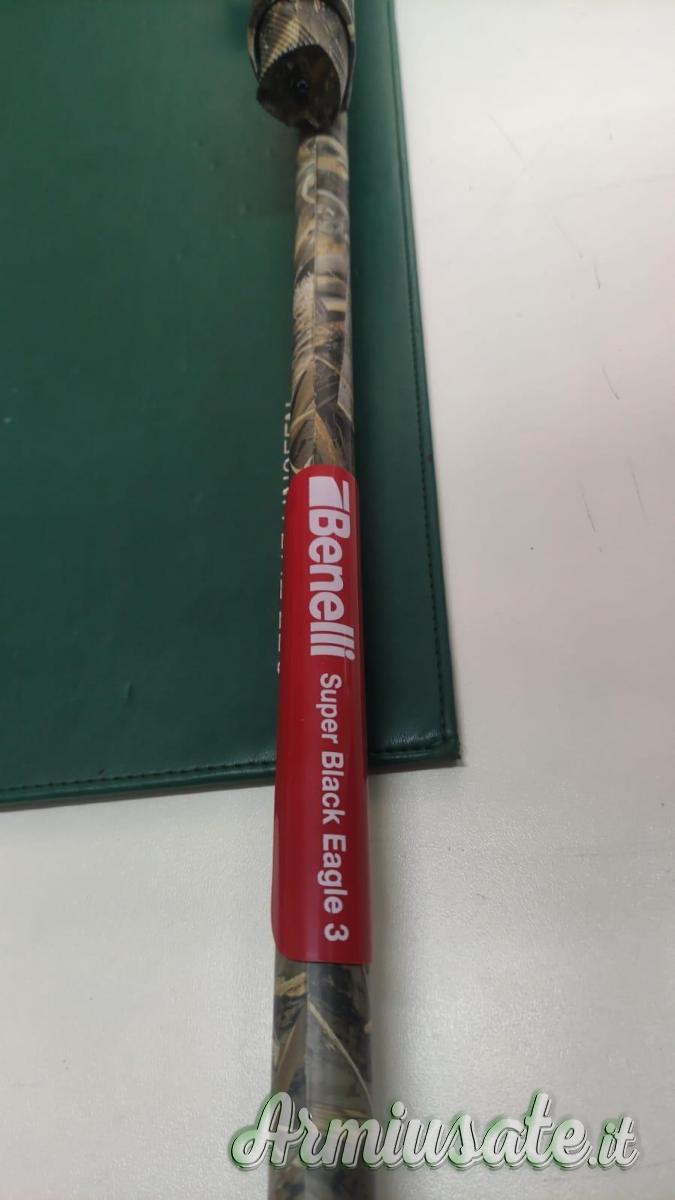 Benelli Super Black Eagle 3
Armiusate.it